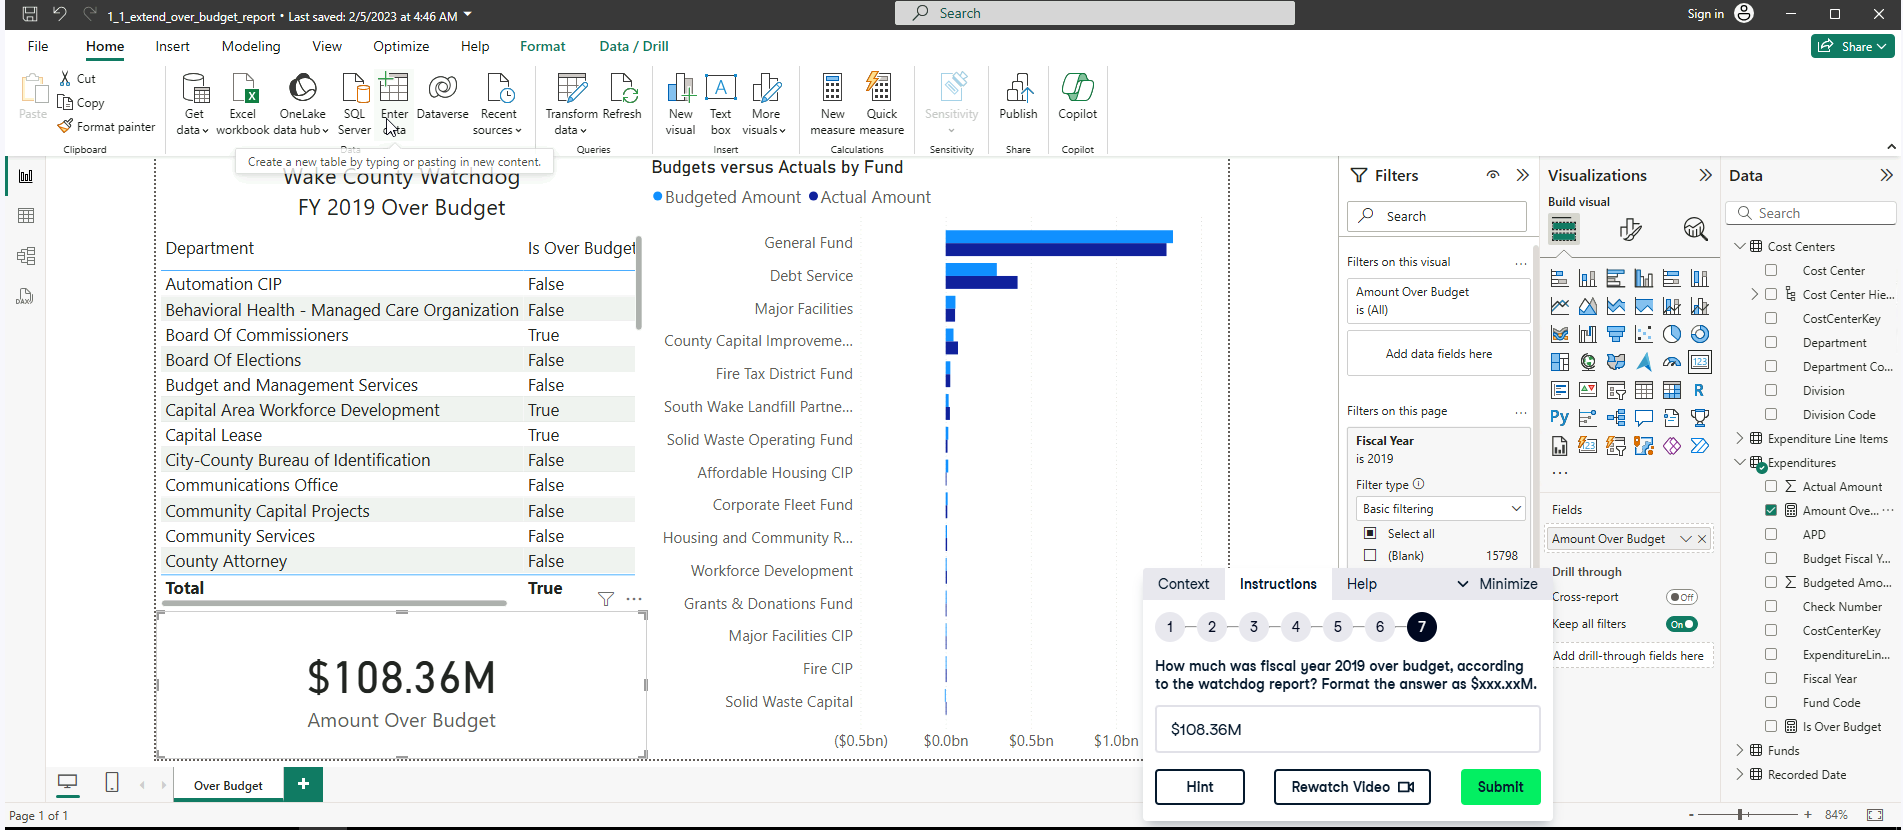 1_1_extend_over_budget_report • Last saved: 2/5/2023 at 4:46 AM
Search
Sign in
File
Home
Insert
Modeling
View
Optimize
Help
Format
Data / Drill
Share
Paste
Cut
Copy
Format painter
Clipboard
Get
data
Excel
workbook
OneLake
data hub
SQL
Server
Enter
data
Dataverse
Recent
sources
Data
Transform
data
Refresh
Queries
New
visual
Text
box
More
visuals
Insert
New
measure
Quick
measure
Calculations
Sensitivity
Sensitivity
Publish
Share
Copilot
Copilot
Create a new table by typing or pasting in new content.
Wake County Watchdog
FY 2019 Over Budget
Department
Is Over Budget
Automation CIP False
Behavioral Health - Managed Care Organization False
Board Of Commissioners True
Board Of Elections False
Budget and Management Services False
Capital Area Workforce Development True
Capital Lease True
City-County Bureau of Identification False
Communications Office False
Community Capital Projects False
Community Services False
County Attorney False
Total True
$108.36M
Amount Over Budget
Budgets versus Actuals by Fund
Budgeted Amount Actual Amount
General Fund
Debt Service
Major Facilities
County Capital Improveme...
Fire Tax District Fund
South Wake Landfill Partne...
Solid Waste Operating Fund
Affordable Housing CIP
Corporate Fleet Fund
Housing and Community R...
Workforce Development
Grants & Donations Fund
Major Facilities CIP
Fire CIP
Solid Waste Capital
($0.5bn) $0.0bn $0.5bn $1.0bn
Filters
Search
Filters on this visual
Amount Over Budget
is (All)
Add data fields here
Filters on this page
Fiscal Year
is 2019
Filter type
Basic filtering
Select all
(Blank) 15798
Visualizations
Build visual
123
R
Py
123
Fields
Amount Over Budget
Drill through
Cross-report
Off
Keep all filters
On
Add drill-through fields here
Data
Search
Cost Centers
Cost Center
Cost Center Hie...
CostCenterKey
Department
Department Co...
Division
Division Code
Expenditure Line Items
Expenditures
Actual Amount
Amount Ove...
APD
Budget Fiscal Y...
Budgeted Amo...
Check Number
CostCenterKey
ExpenditureLin...
Fiscal Year
Fund Code
Is Over Budget
Funds
Recorded Date
Context
Instructions
Help
Minimize
1
2
3
4
5
6
7
How much was fiscal year 2019 over budget, according
to the watchdog report? Format the answer as $xxx.xxM.
$108.36M
Hint
Rewatch Video
Submit
Over Budget
+
Page 1 of 1
- + 84%